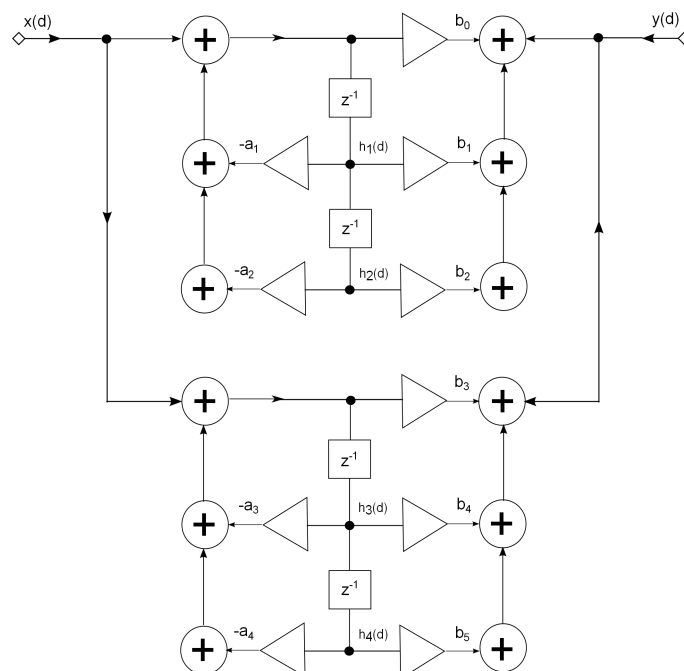 x(d) b₀ y(d)
z⁻¹
-a₁ h₁(d) b₁
z⁻¹
-a₂ h₂(d) b₂
b₃
z⁻¹
-a₃ h₃(d) b₄
z⁻¹
-a₄ h₄(d) b₅